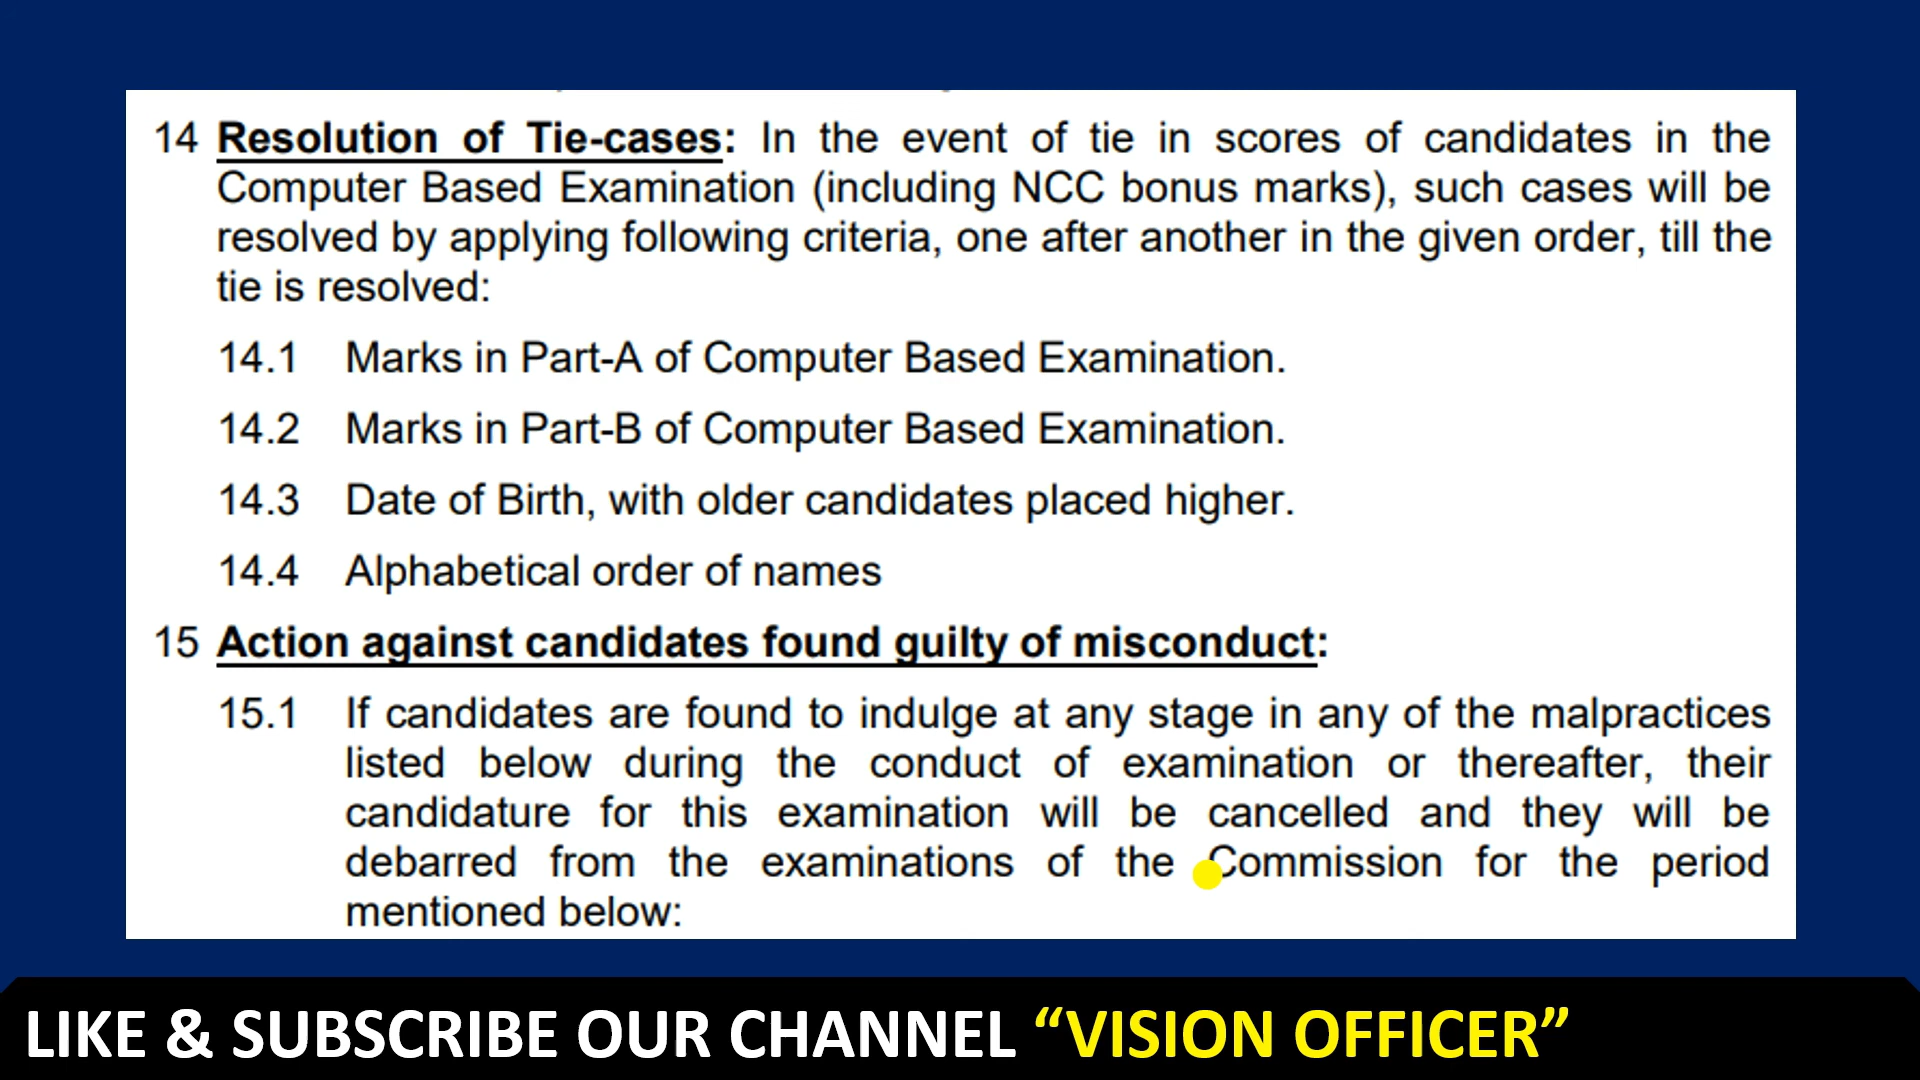 14 Resolution of Tie-cases: In the event of tie in scores of candidates in the
Computer Based Examination (including NCC bonus marks), such cases will be
resolved by applying following criteria, one after another in the given order, till the
tie is resolved:
14.1 Marks in Part-A of Computer Based Examination.
14.2 Marks in Part-B of Computer Based Examination.
14.3 Date of Birth, with older candidates placed higher.
14.4 Alphabetical order of names
15 Action against candidates found guilty of misconduct:
15.1 If candidates are found to indulge at any stage in any of the malpractices
listed below during the conduct of examination or thereafter, their
candidature for this examination will be cancelled and they will be
debarred from the examinations of the Commission for the period
mentioned below:
LIKE & SUBSCRIBE OUR CHANNEL “VISION OFFICER”